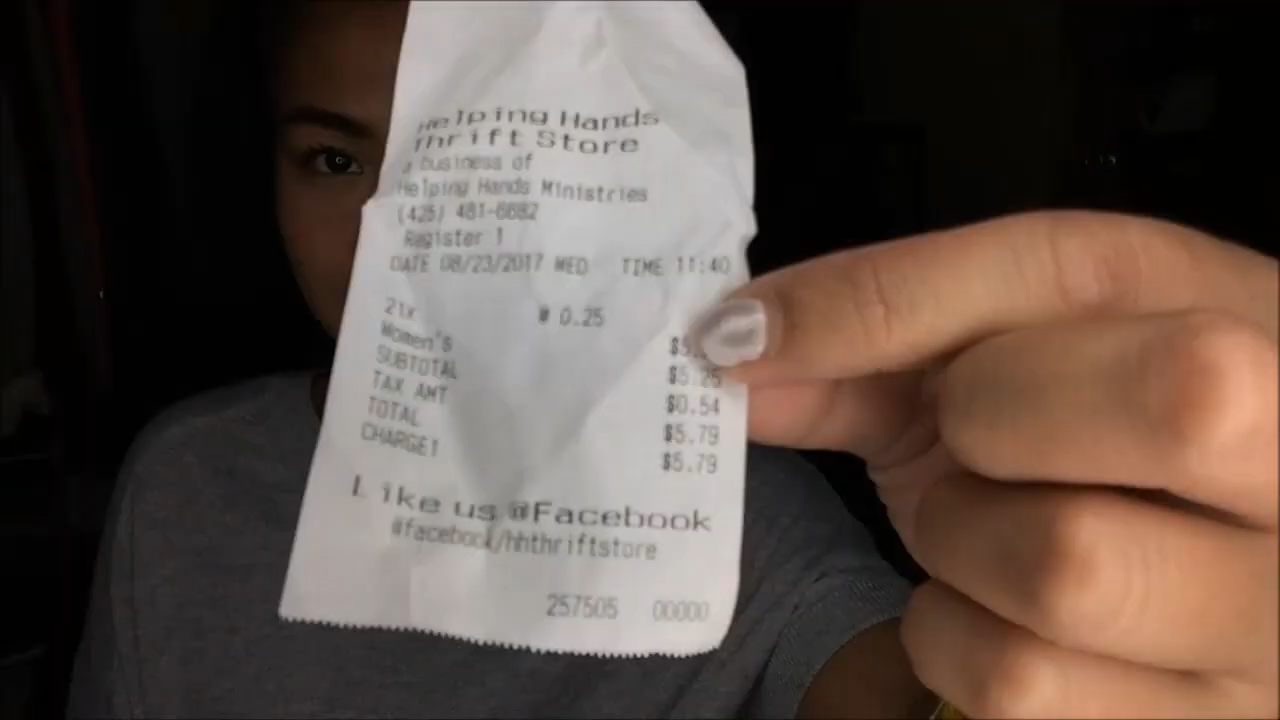 Helping Hands
Thrift Store
a business of
Helping Hands Ministries
(425) 481-6682
Register 1
DATE 08/23/2017 WED TIME 11:40
21x @ 0.25
Women's
SUBTOTAL $5.25
TAX AMT $0.54
TOTAL $5.79
CHARGE1 $5.79
Like us @Facebook
@facebook/hhthriftstore
257505 00000